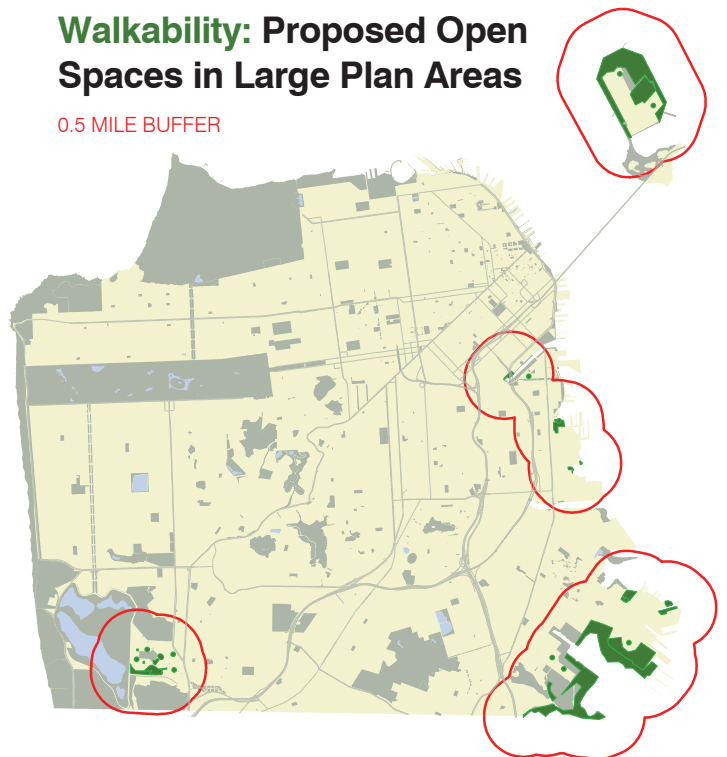 Walkability: Proposed Open
Spaces in Large Plan Areas
0.5 MILE BUFFER